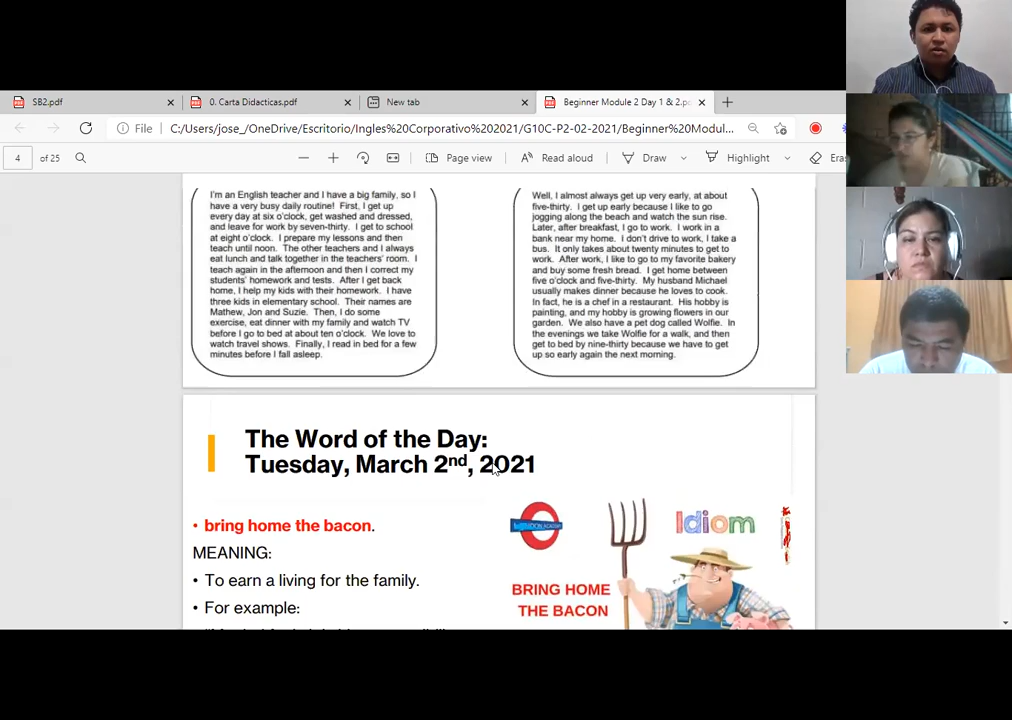 SB2.pdf
0. Carta Didacticas.pdf
New tab
Beginner Module 2 Day 1 & 2.p
File
C:/Users/jose_/OneDrive/Escritorio/Ingles%20Corporativo%202021/G10C-P2-02-2021/Beginner%20Modul...
4
of 25
Page view
Read aloud
Draw
Highlight
Eras
I'm an English teacher and I have a big family, so I
have a very busy daily routine! First, I get up
every day at six o'clock, get washed and dressed,
and leave for work by seven-thirty. I get to school
at eight o'clock. I prepare my lessons and then
teach until noon. The other teachers and I always
eat lunch and talk together in the teachers' room. I
teach again in the afternoon and then I correct my
students' homework and tests. After I get back
home, I help my kids with their homework. I have
three kids in elementary school. Their names are
Mathew, Jon and Suzie. Then, I do some
exercise, eat dinner with my family and watch TV
before I go to bed at about ten o'clock. We love to
watch travel shows. Finally, I read in bed for a few
minutes before I fall asleep.
Well, I almost always get up very early, at about
five-thirty. I get up early because I like to go
jogging along the beach and watch the sun rise.
Later, after breakfast, I go to work. I work in a
bank near my home. I don't drive to work, I take a
bus. It only takes about twenty minutes to get to
work. After work, I like to go to my favorite bakery
and buy some fresh bread. I get home between
five o'clock and five-thirty. My husband Michael
usually makes dinner because he loves to cook.
In fact, he is a chef in a restaurant. His hobby is
painting, and my hobby is growing flowers in our
garden. We also have a pet dog called Wolfie. In
the evenings we take Wolfie for a walk, and then
get to bed by nine-thirty because we have to get
up so early again the next morning.
The Word of the Day:
Tuesday, March 2nd, 2021
• bring home the bacon.
MEANING:
• To earn a living for the family.
• For example:
Idiom
BRING HOME
THE BACON